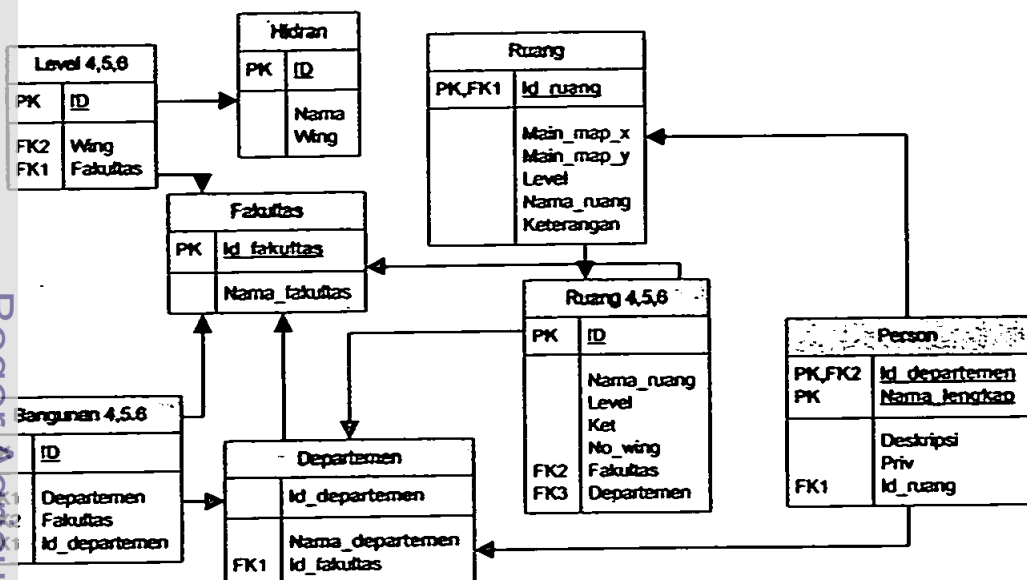 Hidran
PK ID
Nama
Wing
Level 4,5,6
PK ID
FK2 Wing
FK1 Fakultas
Ruang
PK,FK1 Id_ruang
Main_map_x
Main_map_y
Level
Nama_ruang
Keterangan
Fakultas
PK Id_fakultas
Nama_fakultas
Ruang 4,5,6
PK ID
Nama_ruang
Level
Ket
No_wing
FK2 Fakultas
FK3 Departemen
Person
PK,FK2 Id_departemen
PK Nama_lengkap
Deskripsi
Priv
FK1 Id_ruang
Bangunan 4,5.6
ID
Departemen
Fakultas
Id_departemen
Departemen
Id_departemen
Nama_departemen
FK1 Id_fakultas